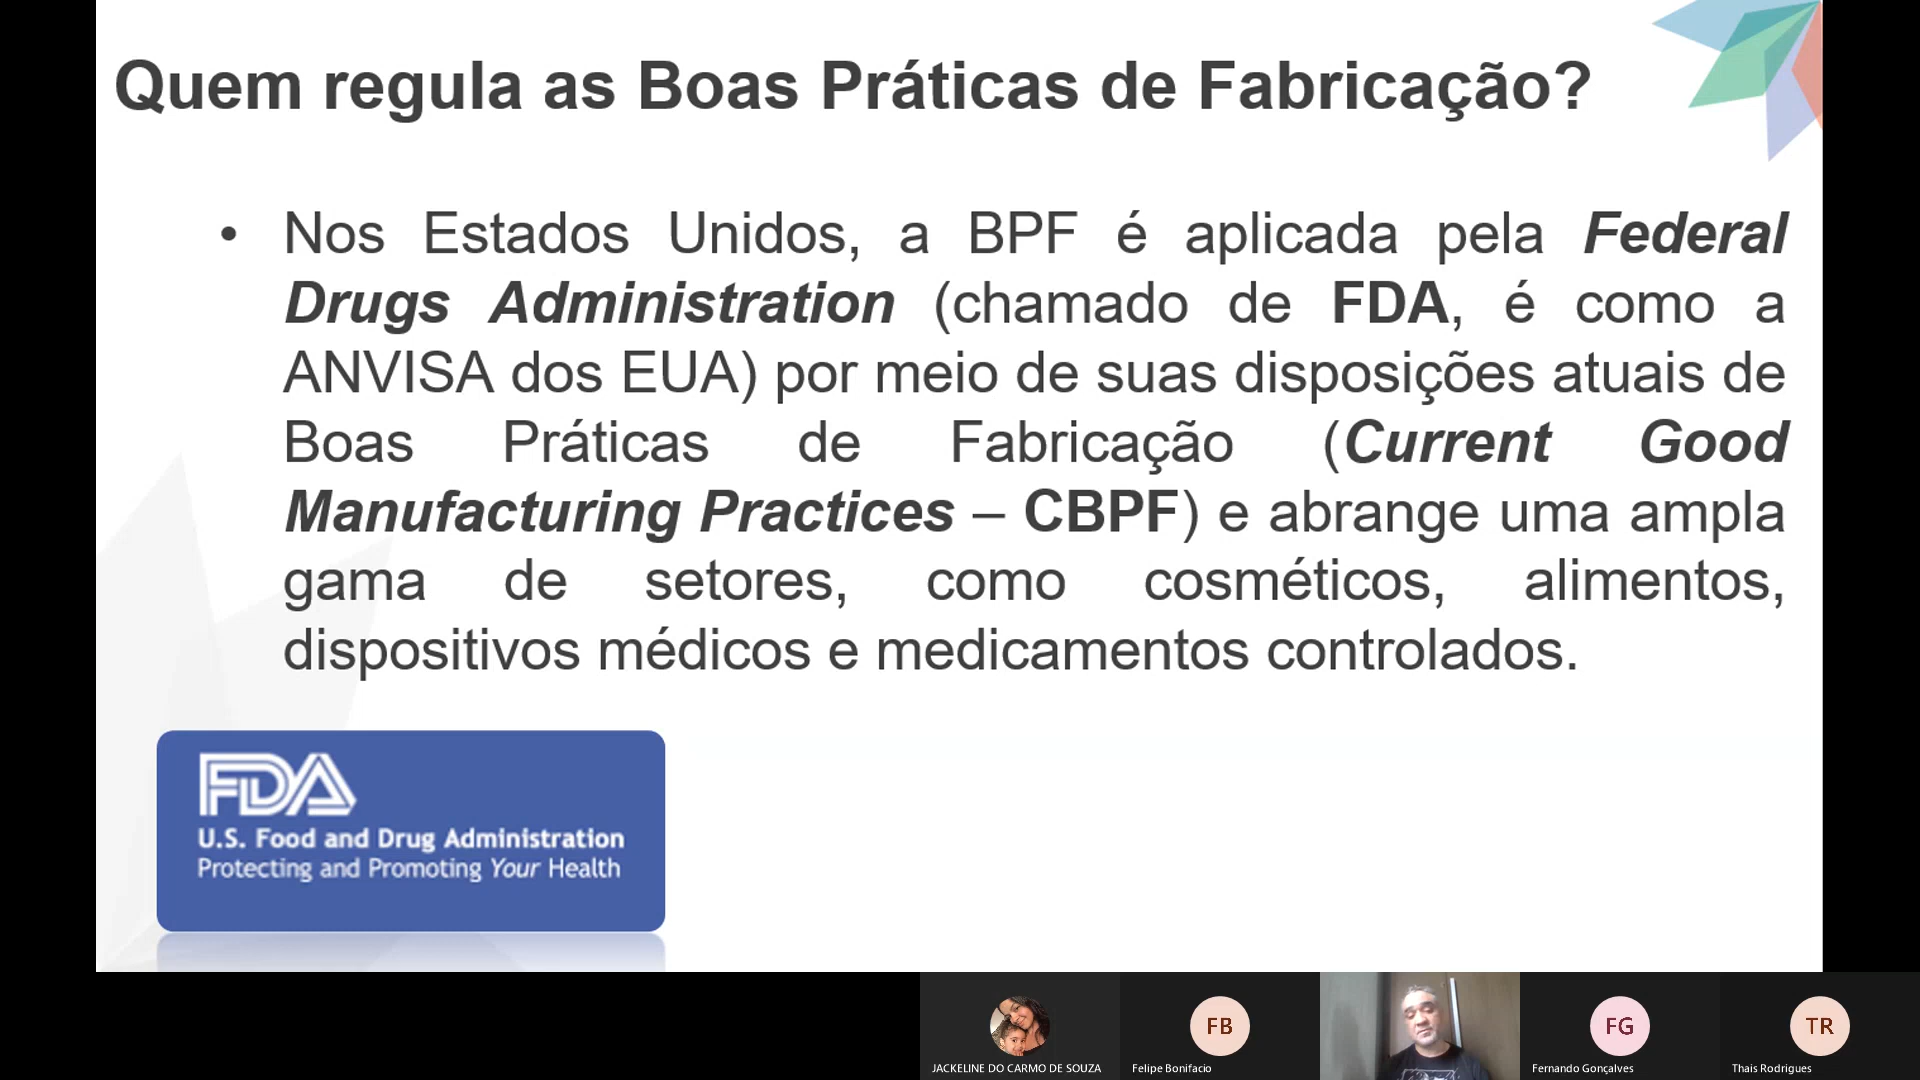 Quem regula as Boas Práticas de Fabricação?
• Nos Estados Unidos, a BPF é aplicada pela Federal
Drugs Administration (chamado de FDA, é como a
ANVISA dos EUA) por meio de suas disposições atuais de
Boas Práticas de Fabricação (Current Good
Manufacturing Practices – CBPF) e abrange uma ampla
gama de setores, como cosméticos, alimentos,
dispositivos médicos e medicamentos controlados.
FDA
U.S. Food and Drug Administration
Protecting and Promoting Your Health
FB
FG
TR
JACKELINE DO CARMO DE SOUZA
Felipe Bonifacio
Fernando Gonçalves
Thais Rodrigues